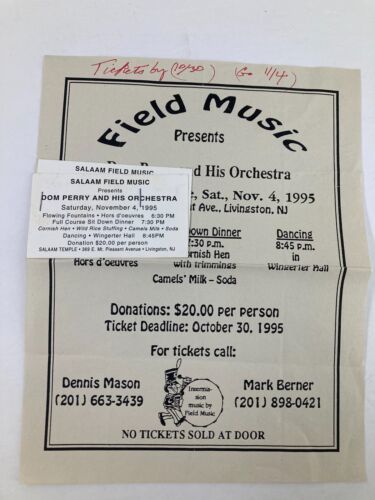 Tickets by (10/30) (Go 11/4)
Field Music
Presents
and His Orchestra
Sat., Nov. 4, 1995
Ave., Livingston, NJ
Down Dinner
Dancing
:30 p.m.
8:45 p.m.
nish Hen
in
Hors d'oeuvres
with trimmings
Wingerter Hall
Camels' Milk - Soda
Donations: $20.00 per person
Ticket Deadline: October 30, 1995
For tickets call:
Dennis Mason
(201) 663-3439
Mark Berner
(201) 898-0421
Intermis-
sion
music by
Field Music
NO TICKETS SOLD AT DOOR
SALAAM FIELD MUSIC
SALAAM FIELD MUSIC
Presents
DOM PERRY AND HIS ORCHESTRA
Saturday, November 4, 1995
Flowing Fountains • Hors d'oeuvres 6:30 PM
Full Course Sit Down Dinner 7:30 PM
Cornish Hen • Wild Rice Stuffing • Camels Milk • Soda
Dancing • Wingerter Hall 8:45PM
Donation $20.00 per person
SALAAM TEMPLE • 369 E. Mt. Pleasant Avenue • Livingston, NJ